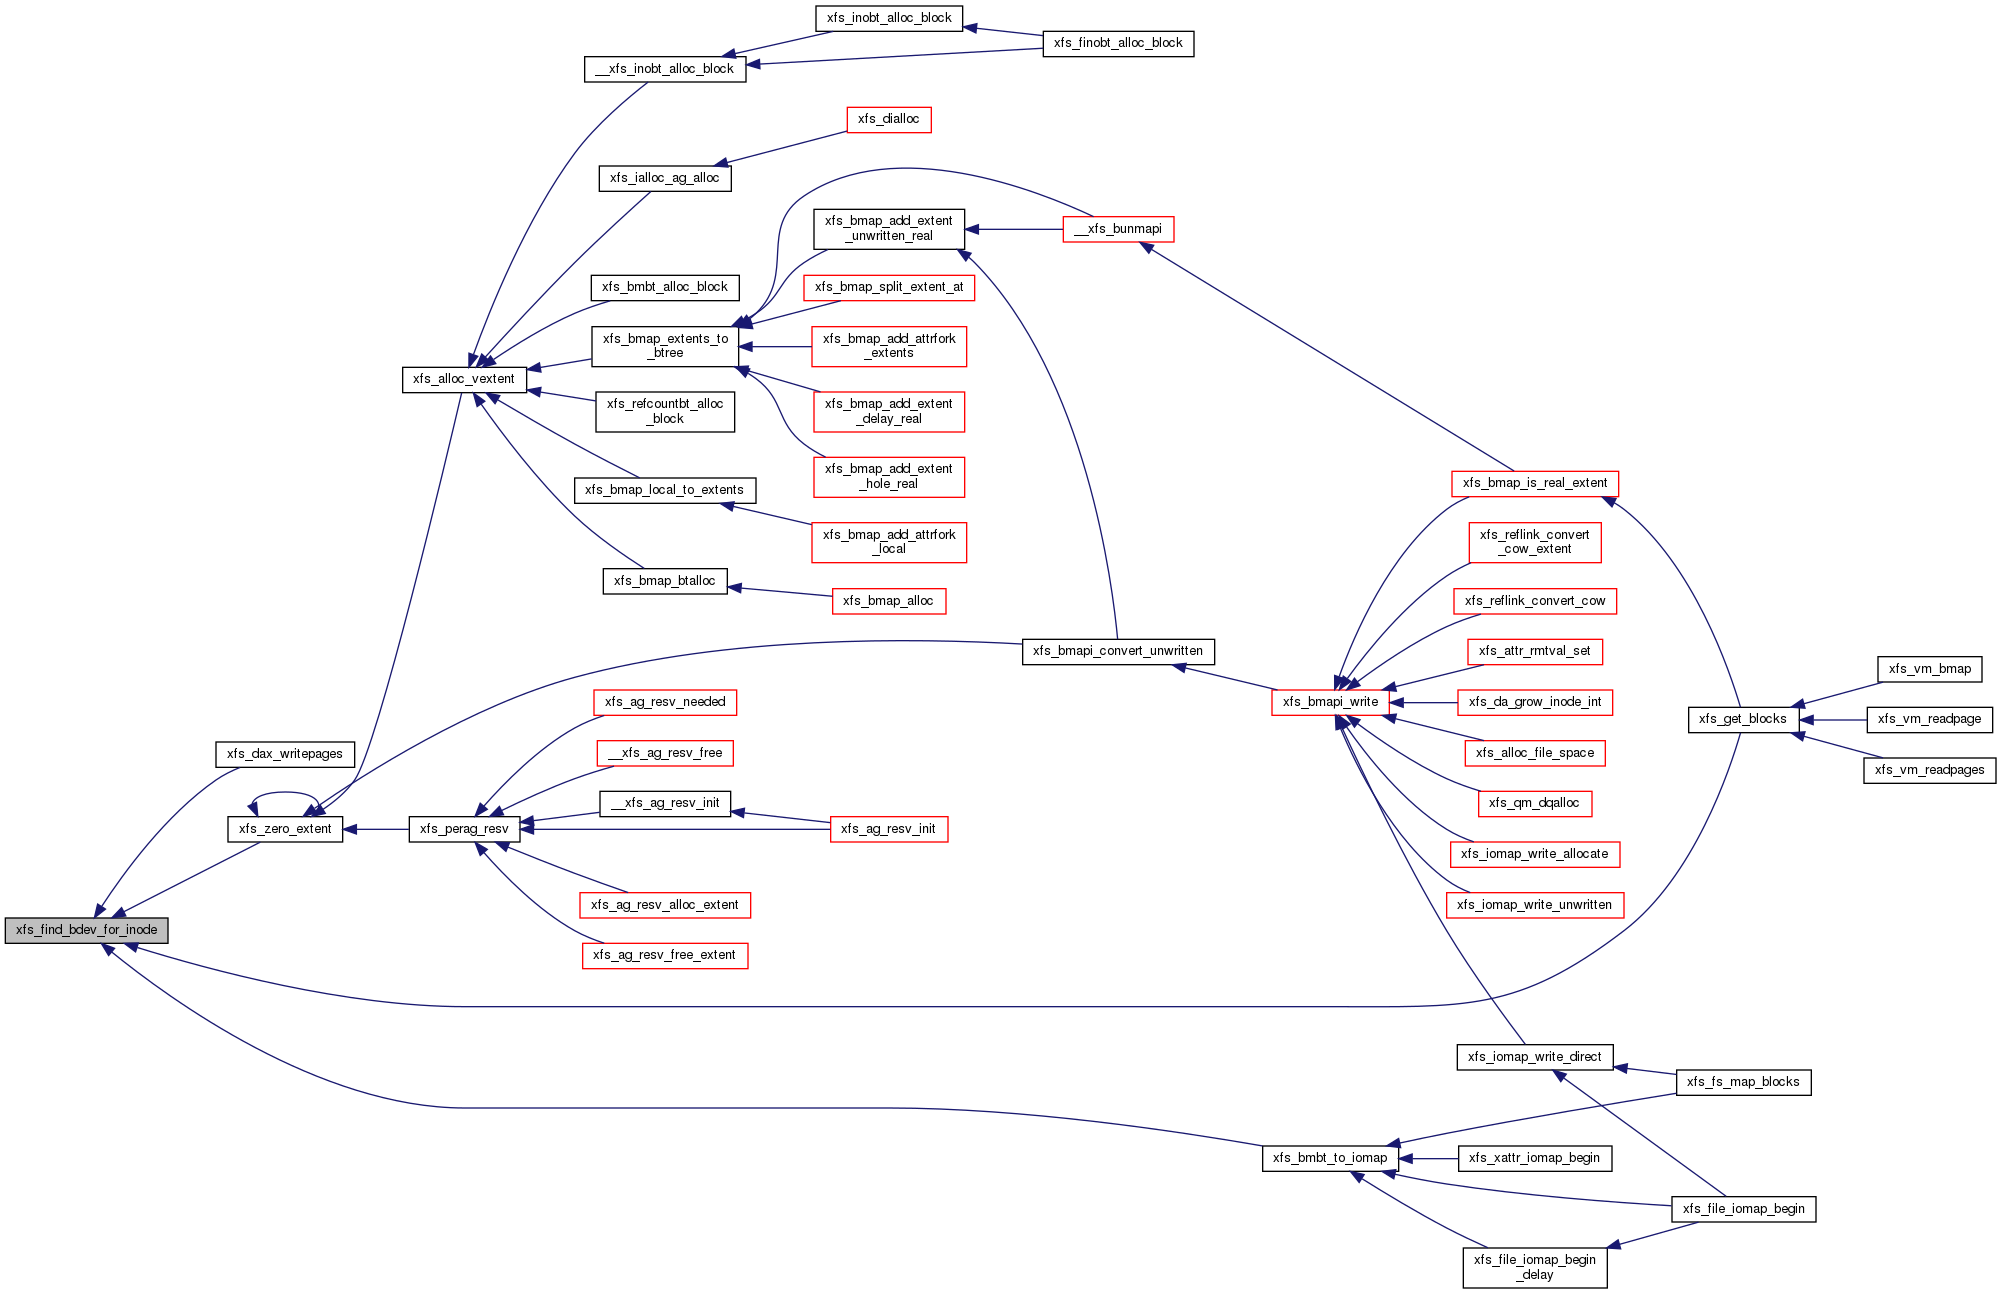 xfs_inobt_alloc_block
xfs_finobt_alloc_block
__xfs_inobt_alloc_block
xfs_dialloc
xfs_ialloc_ag_alloc
xfs_bmap_add_extent
_unwritten_real
__xfs_bunmapi
xfs_bmbt_alloc_block
xfs_bmap_split_extent_at
xfs_bmap_extents_to
_btree
xfs_bmap_add_attrfork
_extents
xfs_alloc_vextent
xfs_refcountbt_alloc
_block
xfs_bmap_add_extent
_delay_real
xfs_bmap_add_extent
_hole_real
xfs_bmap_local_to_extents
xfs_bmap_is_real_extent
xfs_bmap_add_attrfork
_local
xfs_reflink_convert
_cow_extent
xfs_bmap_btalloc
xfs_bmap_alloc
xfs_reflink_convert_cow
xfs_bmapi_convert_unwritten
xfs_attr_rmtval_set
xfs_vm_bmap
xfs_ag_resv_needed
xfs_bmapi_write
xfs_da_grow_inode_int
xfs_get_blocks
xfs_vm_readpage
xfs_dax_writepages
__xfs_ag_resv_free
xfs_alloc_file_space
xfs_vm_readpages
__xfs_ag_resv_init
xfs_qm_dqalloc
xfs_zero_extent
xfs_perag_resv
xfs_ag_resv_init
xfs_iomap_write_allocate
xfs_ag_resv_alloc_extent
xfs_iomap_write_unwritten
xfs_find_bdev_for_inode
xfs_ag_resv_free_extent
xfs_iomap_write_direct
xfs_fs_map_blocks
xfs_bmbt_to_iomap
xfs_xattr_iomap_begin
xfs_file_iomap_begin
xfs_file_iomap_begin
_delay